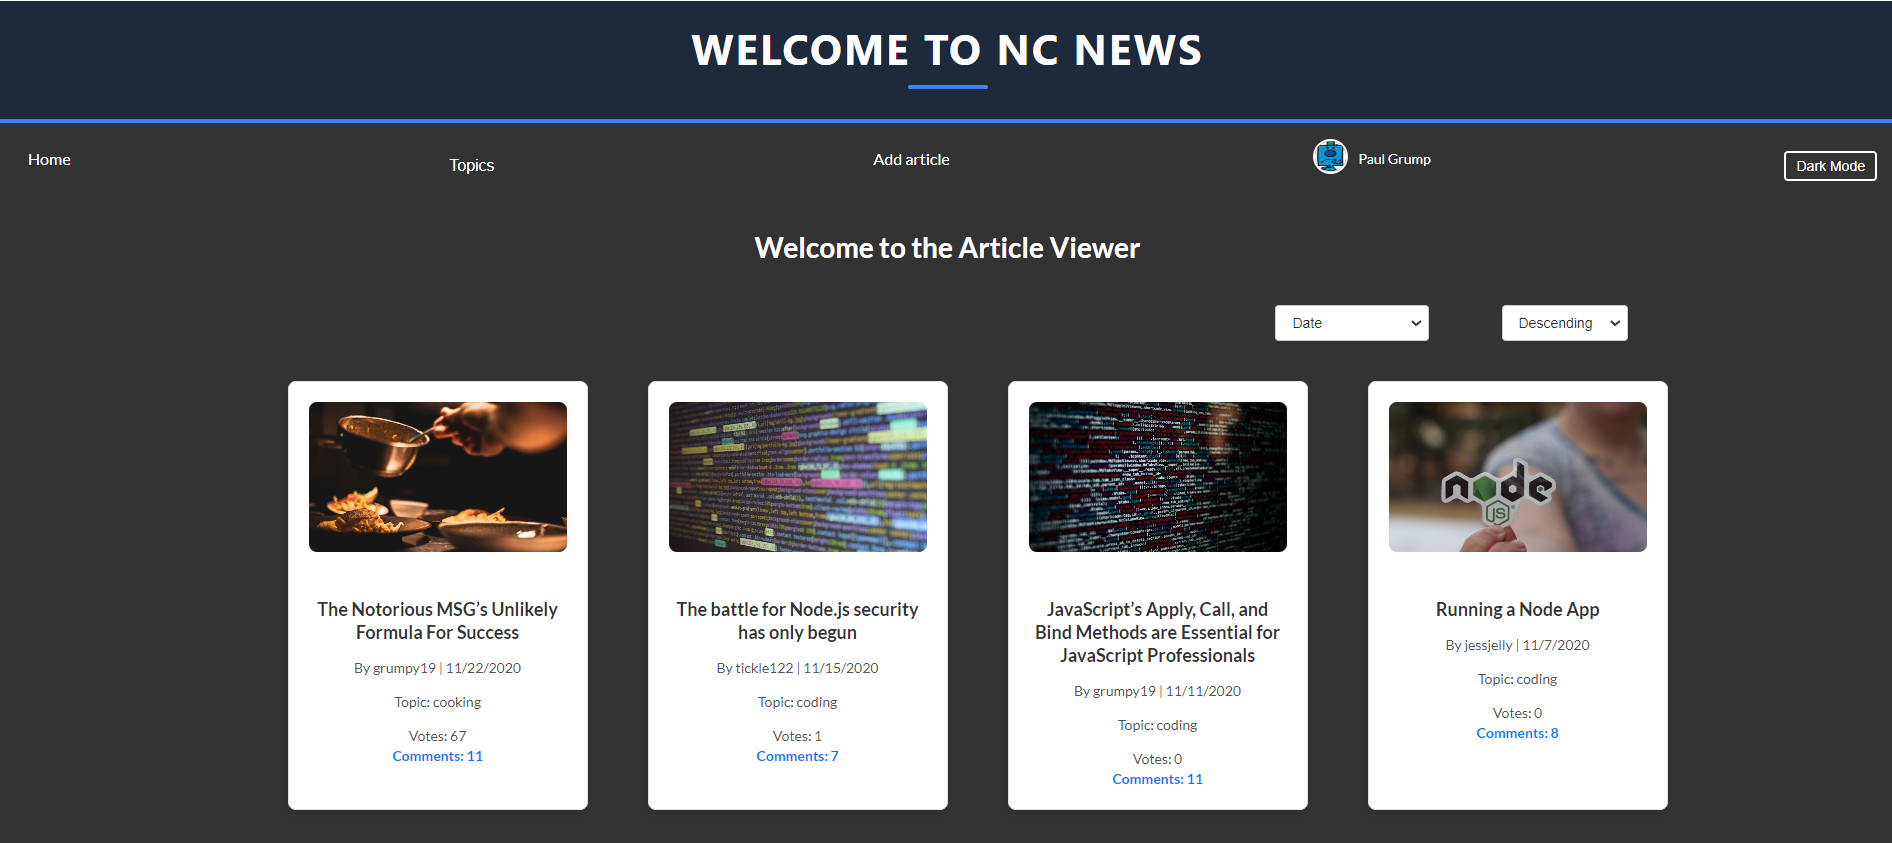 WELCOME TO NC NEWS
Home
Topics
Add article
Paul Grump
Dark Mode
Welcome to the Article Viewer
Date
Descending
The Notorious MSG’s Unlikely
Formula For Success
By grumpy19 | 11/22/2020
Topic: cooking
Votes: 67
Comments: 11
The battle for Node.js security
has only begun
By tickle122 | 11/15/2020
Topic: coding
Votes: 1
Comments: 7
JavaScript’s Apply, Call, and
Bind Methods are Essential for
JavaScript Professionals
By grumpy19 | 11/11/2020
Topic: coding
Votes: 0
Comments: 11
node
JS
Running a Node App
By jessjelly | 11/7/2020
Topic: coding
Votes: 0
Comments: 8